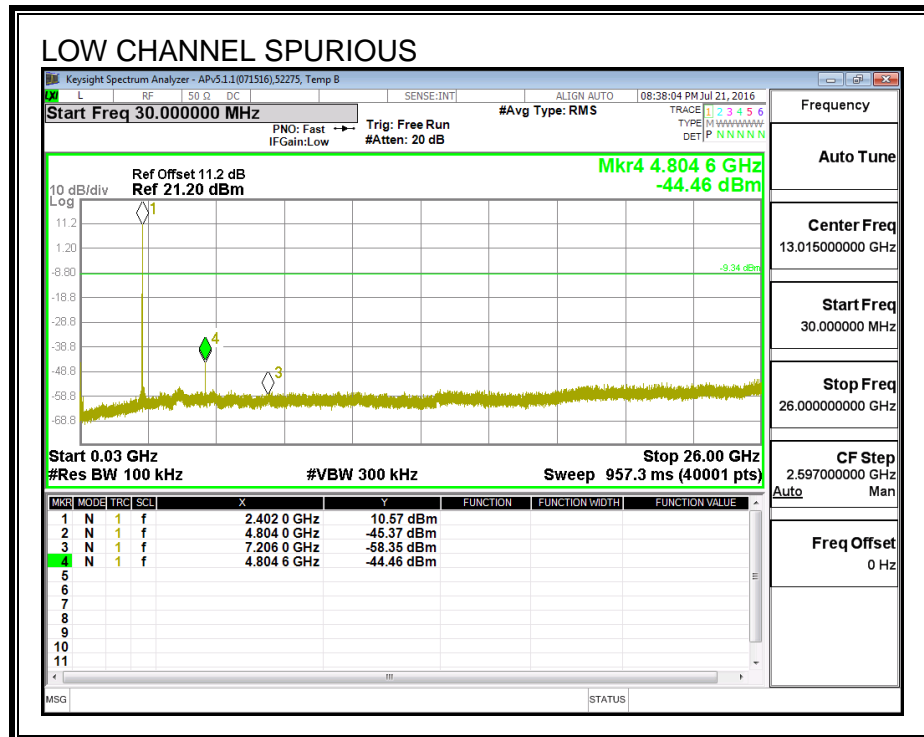 LOW CHANNEL SPURIOUS
Keysight Spectrum Analyzer - APv5.1.1(071516),52275, Temp B
LXI L RF 50 Ω DC SENSE:INT ALIGN AUTO 08:38:04 PM Jul 21, 2016
Start Freq 30.000000 MHz
PNO: Fast
IFGain:Low
Trig: Free Run
#Atten: 20 dB
#Avg Type: RMS
TRACE 1 2 3 4 5 6
TYPE M WWWWW
DET P N N N N N
Mkr4 4.804 6 GHz
-44.46 dBm
Ref Offset 11.2 dB
10 dB/div Ref 21.20 dBm
Log
1
11.2
1.20
-8.80
-9.34 dBm
-18.8
-28.8
4
-38.8
3
-48.8
-58.8
-68.8
Start 0.03 GHz Stop 26.00 GHz
#Res BW 100 kHz #VBW 300 kHz Sweep 957.3 ms (40001 pts)
MKR MODE TRC SCL X Y FUNCTION FUNCTION WIDTH FUNCTION VALUE
1 N 1 f 2.402 0 GHz 10.57 dBm
2 N 1 f 4.804 0 GHz -45.37 dBm
3 N 1 f 7.206 0 GHz -58.35 dBm
4 N 1 f 4.804 6 GHz -44.46 dBm
5
6
7
8
9
10
11
MSG STATUS
Frequency
Auto Tune
Center Freq
13.015000000 GHz
Start Freq
30.000000 MHz
Stop Freq
26.000000000 GHz
CF Step
2.597000000 GHz
Auto Man
Freq Offset
0 Hz